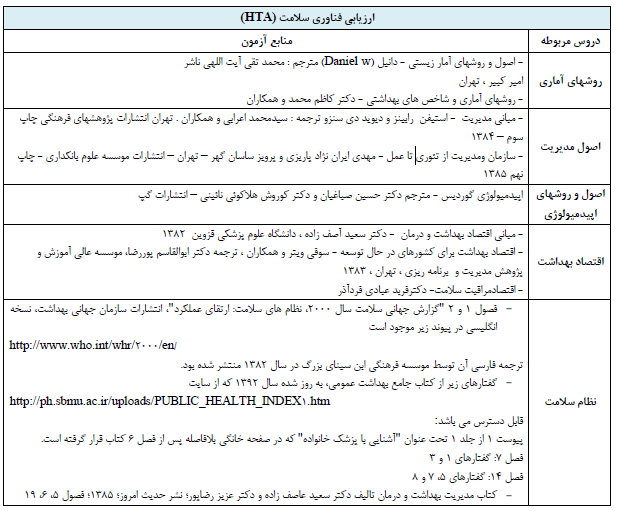 ارزیابی فناوری سلامت (HTA)
دروس مربوطه
منابع آزمون
روشهای آماری
- اصول و روشهای آمار زیستی - دانیل (Daniel w) مترجم : محمد تقی آیت اللهی ناشر
امیر کبیر ، تهران
- روشهای آماری و شاخص های بهداشتی - دکتر کاظم محمد و همکاران
اصول مدیریت
- مبانی مدیریت - استیفن رابینز و دیوید دی سنزو ترجمه : سیدمحمد اعرابی و همکاران . تهران انتشارات پژوهشهای فرهنگی چاپ
سوم – ۱۳۸۴
- سازمان ومدیریت از تئوری تا عمل - مهدی ایران نژاد پاریزی و پرویز ساسان گهر – تهران – انتشارات موسسه علوم بانکداری - چاپ
نهم ۱۳۸۵
اصول و روشهای
اپیدمیولوژی
اپیدمیولوژی گوردیس - مترجم دکتر حسین صباغیان و دکتر کوروش هلاکوئی نائینی – انتشارات گپ
اقتصاد بهداشت
- مبانی اقتصاد بهداشت و درمان - دکتر سعید آصف زاده ، دانشگاه علوم پزشکی قزوین ۱۳۸۲
- اقتصاد بهداشت برای کشورهای در حال توسعه - سوفی ویتر و همکاران ، ترجمه دکتر ابوالقاسم پوررضا، موسسه عالی آموزش و
پژوهش مدیریت و برنامه ریزی ، تهران ، ۱۳۸۳
- اقتصادمراقبت سلامت- دکترفرید عبادی فردآذر
نظام سلامت
- فصول ۱ و ۲ "گزارش جهانی سلامت سال ۲۰۰۰، نظام های سلامت: ارتقای عملکرد"، انتشارات سازمان جهانی بهداشت، نسخه
انگلیسی در پیوند زیر موجود است
http://www.who.int/whr/۲۰۰۰/en/
ترجمه فارسی آن توسط موسسه فرهنگی ابن سینای بزرگ در سال ۱۳۸۲ منتشر شده بود.
- گفتارهای زیر از کتاب جامع بهداشت عمومی، به روز شده سال ۱۳۹۲ که از سایت
http://ph.sbmu.ac.ir/uploads/PUBLIC_HEALTH_INDEX۱.htm
قابل دسترس می باشد:
پیوست ۱ از جلد ۱ تحت عنوان "آشنایی با پزشک خانواده" که در صفحه خانگی بلافاصله پس از فصل ۶ کتاب قرار گرفته است.
فصل ۷: گفتارهای ۱ و ۳
فصل ۱۴: گفتارهای ۵، ۷ و ۸
- کتاب مدیریت بهداشت و درمان تالیف دکتر سعید عاصف زاده و دکتر عزیز رضاپور؛ نشر حدیث امروز؛ ۱۳۸۵؛ فصول ۵، ۶، ۱۹